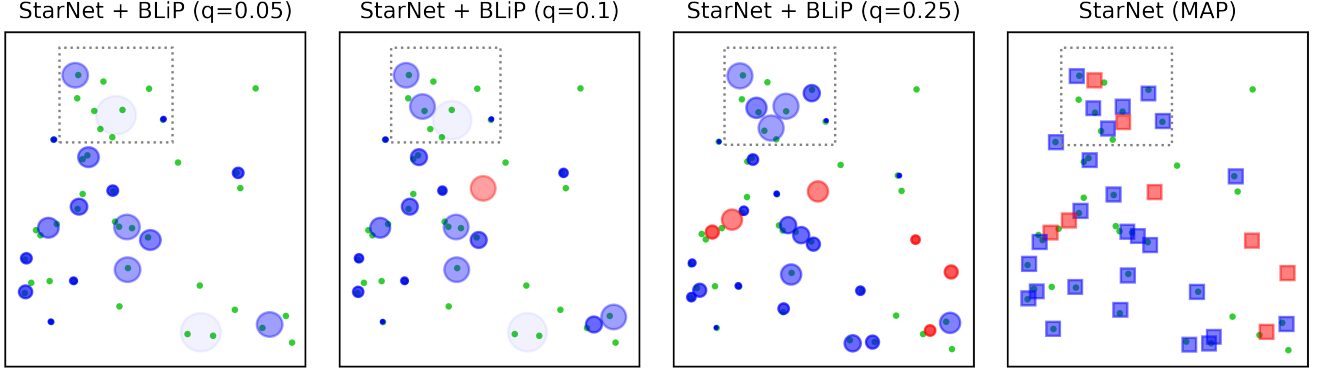 StarNet + BLiP (q=0.05)
StarNet + BLiP (q=0.1)
StarNet + BLiP (q=0.25)
StarNet (MAP)